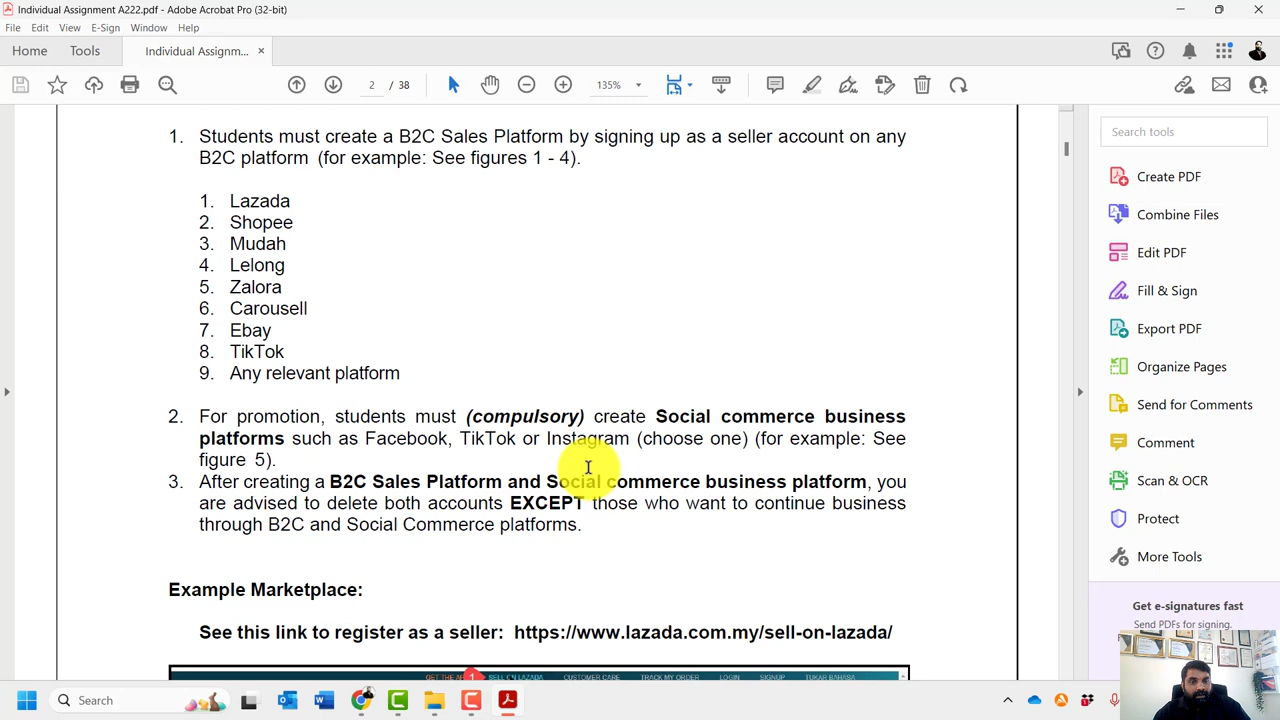 Individual Assignment A222.pdf - Adobe Acrobat Pro (32-bit)
File Edit View E-Sign Window Help
Home Tools Individual Assignm... ×
2 / 38 135%
1. Students must create a B2C Sales Platform by signing up as a seller account on any
B2C platform (for example: See figures 1 - 4).
1. Lazada
2. Shopee
3. Mudah
4. Lelong
5. Zalora
6. Carousell
7. Ebay
8. TikTok
9. Any relevant platform
2. For promotion, students must (compulsory) create Social commerce business
platforms such as Facebook, TikTok or Instagram (choose one) (for example: See
figure 5).
3. After creating a B2C Sales Platform and Social commerce business platform, you
are advised to delete both accounts EXCEPT those who want to continue business
through B2C and Social Commerce platforms.
Example Marketplace:
See this link to register as a seller: https://www.lazada.com.my/sell-on-lazada/
GET THE AP 1 SELL ON LAZADA CUSTOMER CARE TRACK MY ORDER LOGIN SIGNUP TUKAR BAHASA
Search tools
Create PDF
Combine Files
Edit PDF
Fill & Sign
Export PDF
Organize Pages
Send for Comments
Comment
Scan & OCR
Protect
More Tools
Get e-signatures fast
Send PDFs for signing.
Search